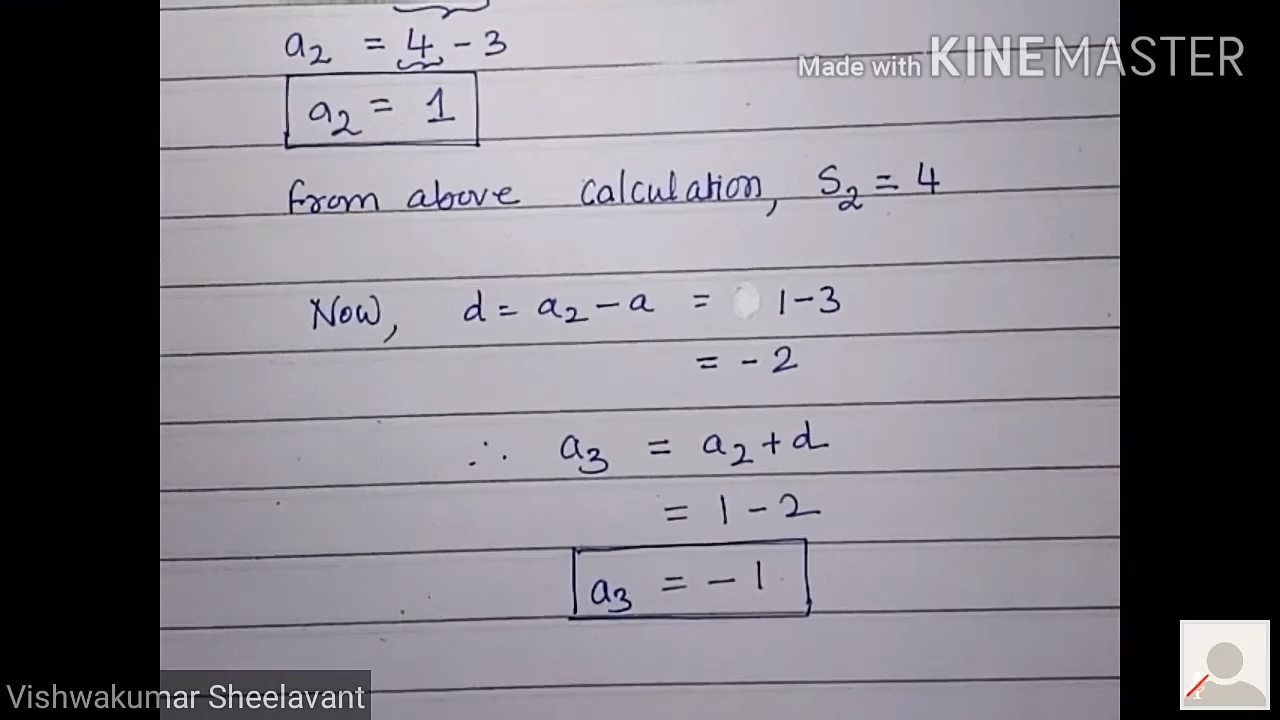 a₂ = 4 - 3
Made with KINEMASTER
a₂ = 1
from above calculation, S₂ = 4
Now, d = a₂ - a = 1 - 3
= - 2
∴ a₃ = a₂ + d
= 1 - 2
a₃ = - 1
Vishwakumar Sheelavant